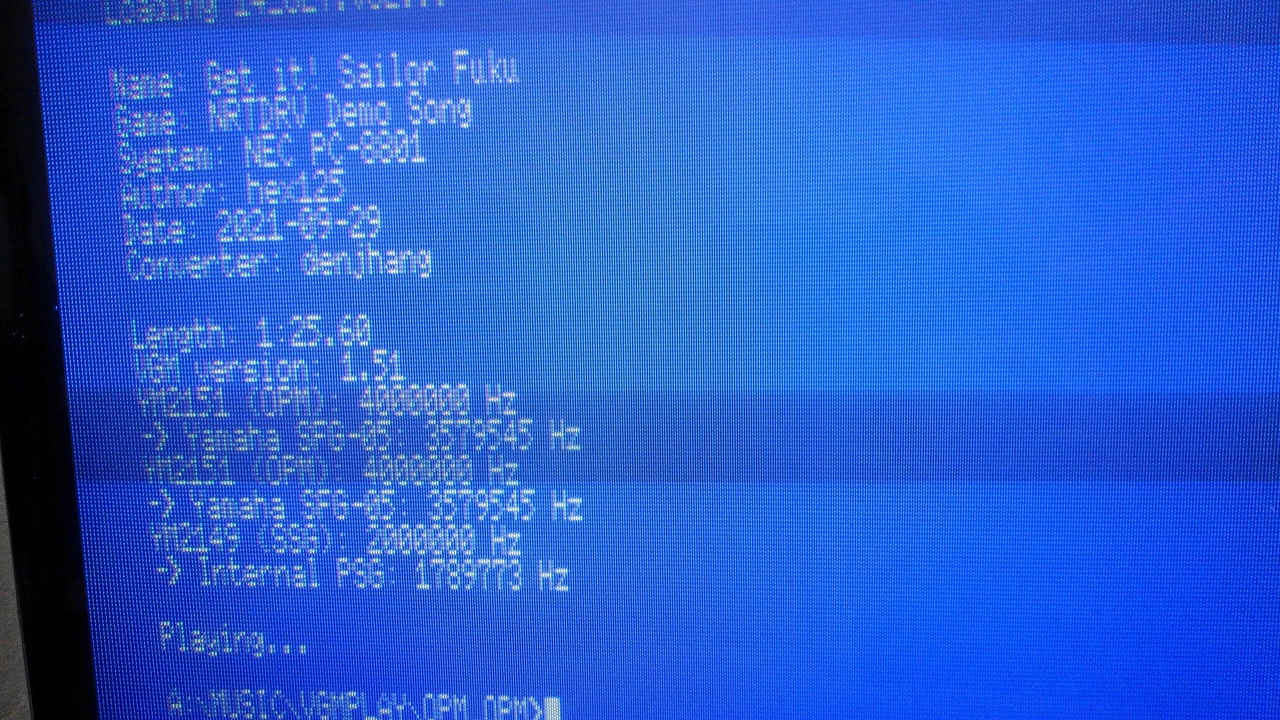 Loading
Name: Get it! Sailor Fuku
Game: NRTDRV Demo Song
System: NEC PC-8801
Author: hex125
Date: 2021-09-29
Converter: denjhang
Length: 1:25.60
VGM version: 1.51
YM2151 (OPM): 4000000 Hz
-> Yamaha SFG-05: 3579545 Hz
YM2151 (OPM): 4000000 Hz
-> Yamaha SFG-05: 3579545 Hz
YM2149 (SSG): 2000000 Hz
-> Internal PSG: 1789773 Hz
Playing...
A:\MUSIC\VGMPLAY\OPM_OPM>